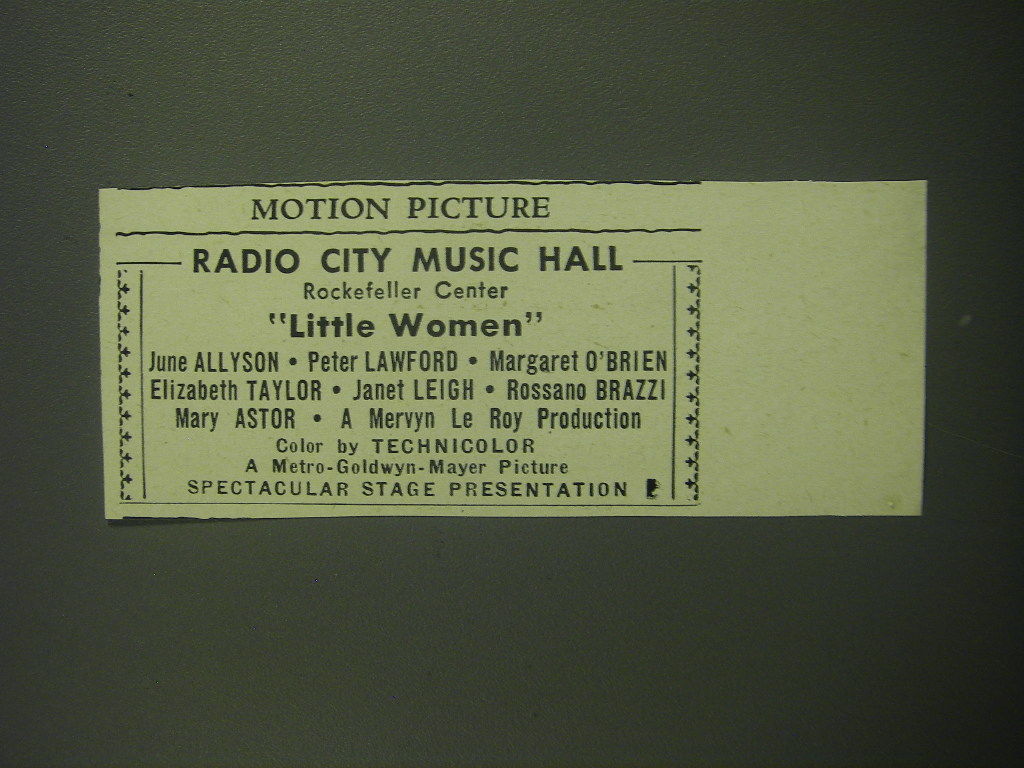 MOTION PICTURE
RADIO CITY MUSIC HALL
Rockefeller Center
"Little Women"
June ALLYSON • Peter LAWFORD • Margaret O'BRIEN
Elizabeth TAYLOR • Janet LEIGH • Rossano BRAZZI
Mary ASTOR • A Mervyn Le Roy Production
Color by TECHNICOLOR
A Metro-Goldwyn-Mayer Picture
SPECTACULAR STAGE PRESENTATION